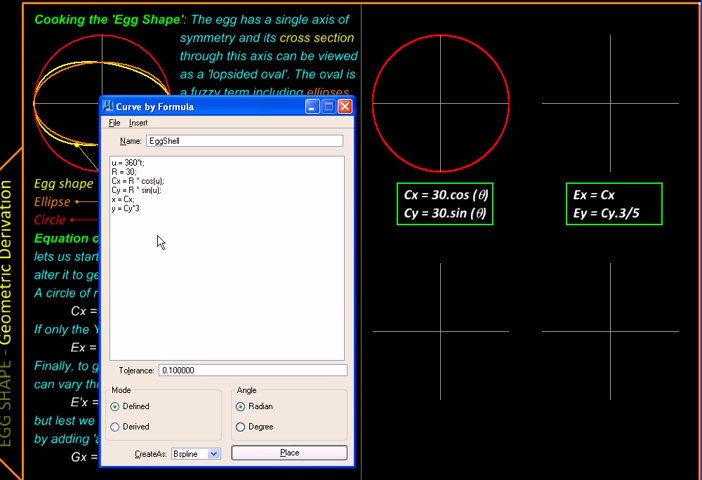 Cooking the 'Egg Shape': The egg has a single axis of
symmetry and its cross section
through this axis can be viewed
as a 'lopsided oval'. The oval is
a fuzzy term including ellipses
Curve by Formula
File Insert
Name: EggShell
u = 360*t;
R = 30;
Cx = R * cos(u);
Cy = R * sin(u);
x = Cx;
y = Cy*3
Tolerance: 0.100000
Mode
Defined
Derived
Angle
Radian
Degree
CreateAs: Bspline
Place
Egg shape
Ellipse
Circle
Equation o
lets us start
alter it to ge
A circle of r
Cx =
If only the Y
Ex =
Finally, to g
can vary thi
E'x =
but lest we
by adding 'a
Gx =
EGG SHAPE - Geometric Derivation
Cx = 30.cos (θ)
Cy = 30.sin (θ)
Ex = Cx
Ey = Cy.3/5